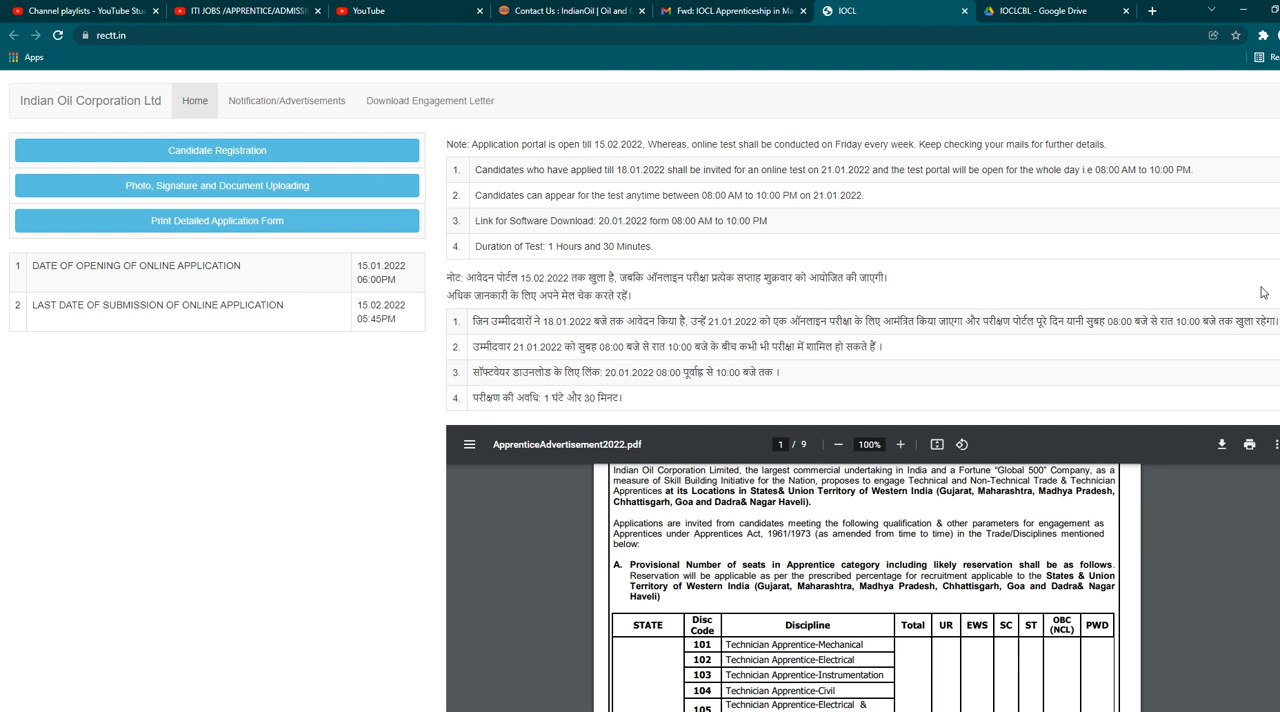 Channel playlists - YouTube Stu
ITI JOBS /APPRENTICE/ADMISS
YouTube
Contact Us : IndianOil | Oil and G
Fwd: IOCL Apprenticeship in Ma
IOCL
IOCLCBL - Google Drive
rectt.in
Apps
Indian Oil Corporation Ltd
Home
Notification/Advertisements
Download Engagement Letter
Candidate Registration
Photo, Signature and Document Uploading
Print Detailed Application Form
1 DATE OF OPENING OF ONLINE APPLICATION 15.01.2022
06:00PM
2 LAST DATE OF SUBMISSION OF ONLINE APPLICATION 15.02.2022
05:45PM
Note: Application portal is open till 15.02.2022, Whereas, online test shall be conducted on Friday every week. Keep checking your mails for further details.
1. Candidates who have applied till 18.01.2022 shall be invited for an online test on 21.01.2022 and the test portal will be open for the whole day i.e 08:00 AM to 10:00 PM.
2. Candidates can appear for the test anytime between 08:00 AM to 10:00 PM on 21.01.2022.
3. Link for Software Download: 20.01.2022 form 08:00 AM to 10:00 PM
4. Duration of Test: 1 Hours and 30 Minutes.
नोट: आवेदन पोर्टल 15.02.2022 तक खुला है, जबकि ऑनलाइन परीक्षा प्रत्येक सप्ताह शुक्रवार को आयोजित की जाएगी।
अधिक जानकारी के लिए अपने मेल चेक करते रहें।
1. जिन उम्मीदवारों ने 18.01.2022 बजे तक आवेदन किया है, उन्हें 21.01.2022 को एक ऑनलाइन परीक्षा के लिए आमंत्रित किया जाएगा और परीक्षण पोर्टल पूरे दिन यानी सुबह 08:00 बजे से रात 10:00 बजे तक खुला रहेगा।
2. उम्मीदवार 21.01.2022 को सुबह 08:00 बजे से रात 10:00 बजे के बीच कभी भी परीक्षा में शामिल हो सकते हैं ।
3. सॉफ्टवेयर डाउनलोड के लिए लिंक: 20.01.2022 08:00 पूर्वाह्न से 10:00 बजे तक ।
4. परीक्षण की अवधि: 1 घंटे और 30 मिनट।
ApprenticeAdvertisement2022.pdf
1 / 9
100%
Indian Oil Corporation Limited, the largest commercial undertaking in India and a Fortune “Global 500” Company, as a
measure of Skill Building Initiative for the Nation, proposes to engage Technical and Non-Technical Trade & Technician
Apprentices at its Locations in States& Union Territory of Western India (Gujarat, Maharashtra, Madhya Pradesh,
Chhattisgarh, Goa and Dadra& Nagar Haveli).
Applications are invited from candidates meeting the following qualification & other parameters for engagement as
Apprentices under Apprentices Act, 1961/1973 (as amended from time to time) in the Trade/Disciplines mentioned
below:
A. Provisional Number of seats in Apprentice category including likely reservation shall be as follows.
Reservation will be applicable as per the prescribed percentage for recruitment applicable to the States & Union
Territory of Western India (Gujarat, Maharashtra, Madhya Pradesh, Chhattisgarh, Goa and Dadra& Nagar
Haveli)
STATE Disc Code Discipline Total UR EWS SC ST OBC (NCL) PWD
101 Technician Apprentice-Mechanical
102 Technician Apprentice-Electrical
103 Technician Apprentice-Instrumentation
104 Technician Apprentice-Civil
105 Technician Apprentice-Electrical &